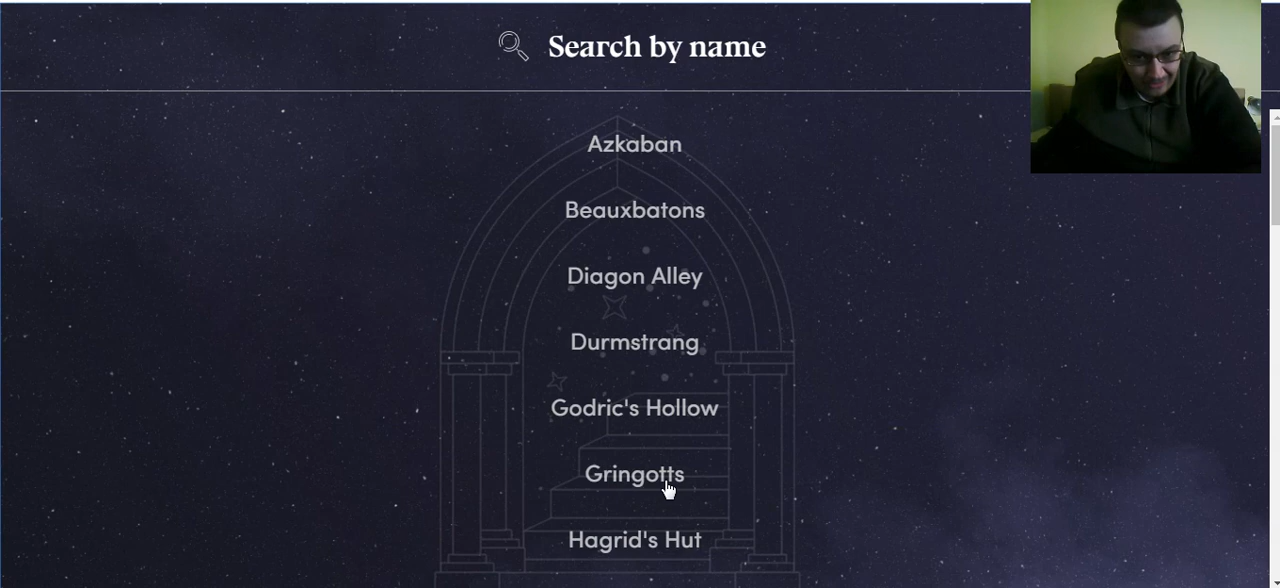 Search by name
Azkaban
Beauxbatons
Diagon Alley
Durmstrang
Godric's Hollow
Gringotts
Hagrid's Hut